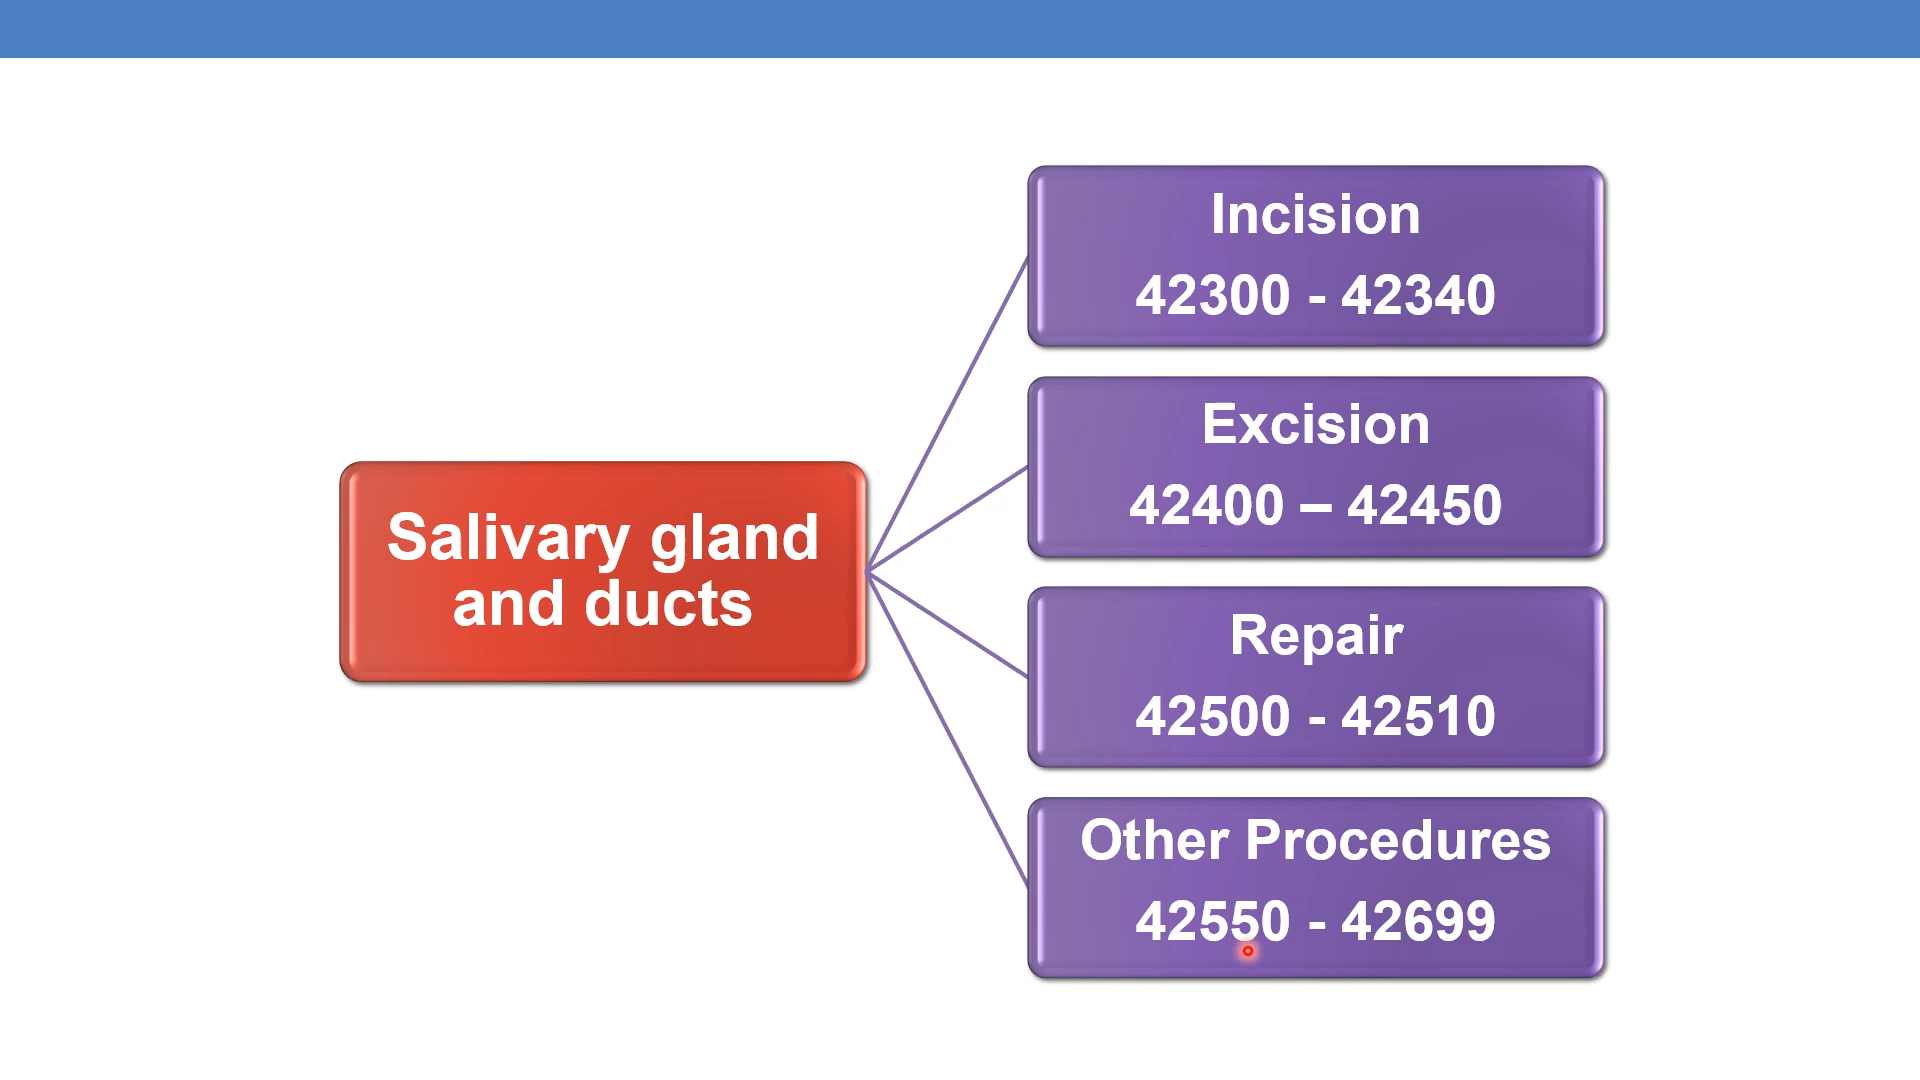 Salivary gland
and ducts
Incision
42300 - 42340
Excision
42400 – 42450
Repair
42500 - 42510
Other Procedures
42550 - 42699